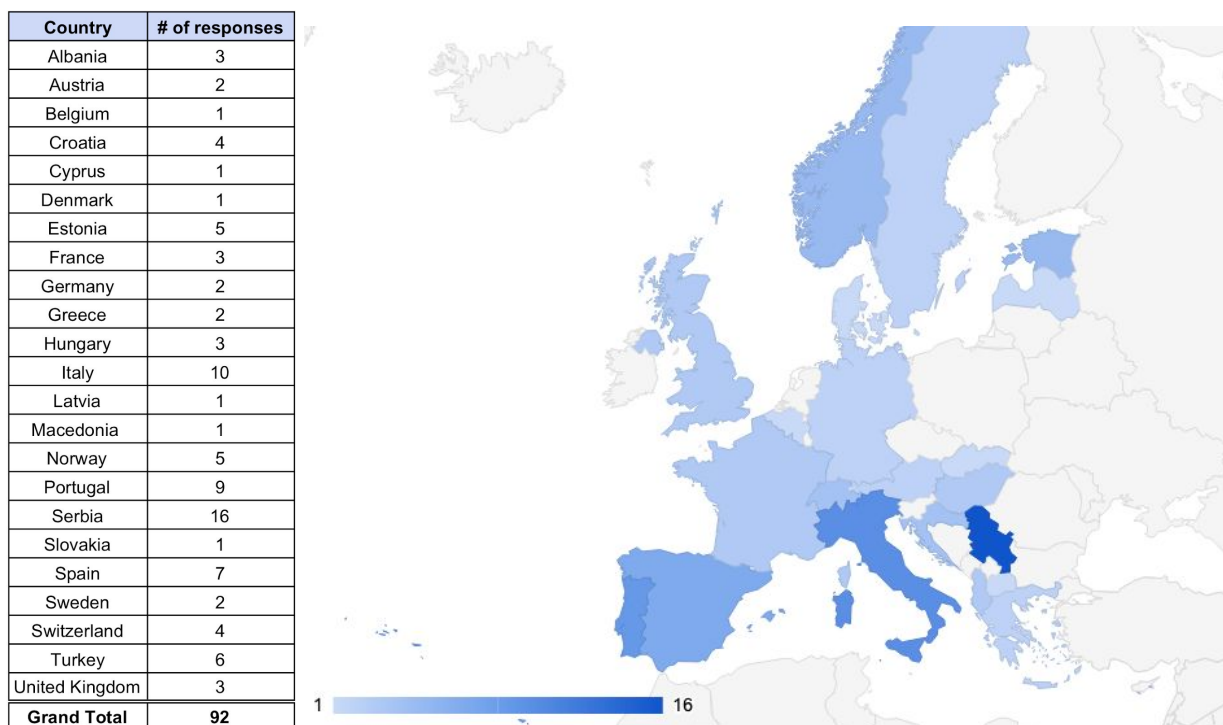 Country # of responses
Albania 3
Austria 2
Belgium 1
Croatia 4
Cyprus 1
Denmark 1
Estonia 5
France 3
Germany 2
Greece 2
Hungary 3
Italy 10
Latvia 1
Macedonia 1
Norway 5
Portugal 9
Serbia 16
Slovakia 1
Spain 7
Sweden 2
Switzerland 4
Turkey 6
United Kingdom 3
Grand Total 92
1 16